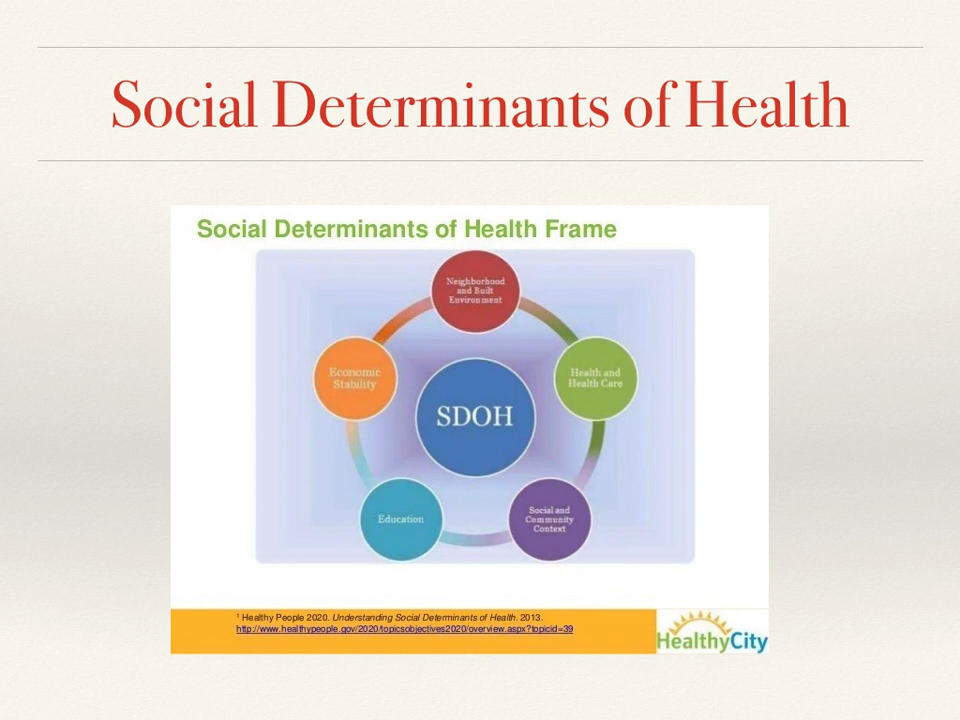 Social Determinants of Health
Social Determinants of Health Frame
Neighborhood
and Built
Environment
Economic
Stability
Health and
Health Care
SDOH
Education
Social and
Community
Context
1 Healthy People 2020. Understanding Social Determinants of Health. 2013.
http://www.healthypeople.gov/2020/topicsobjectives2020/overview.aspx?topicid=39
HealthyCity